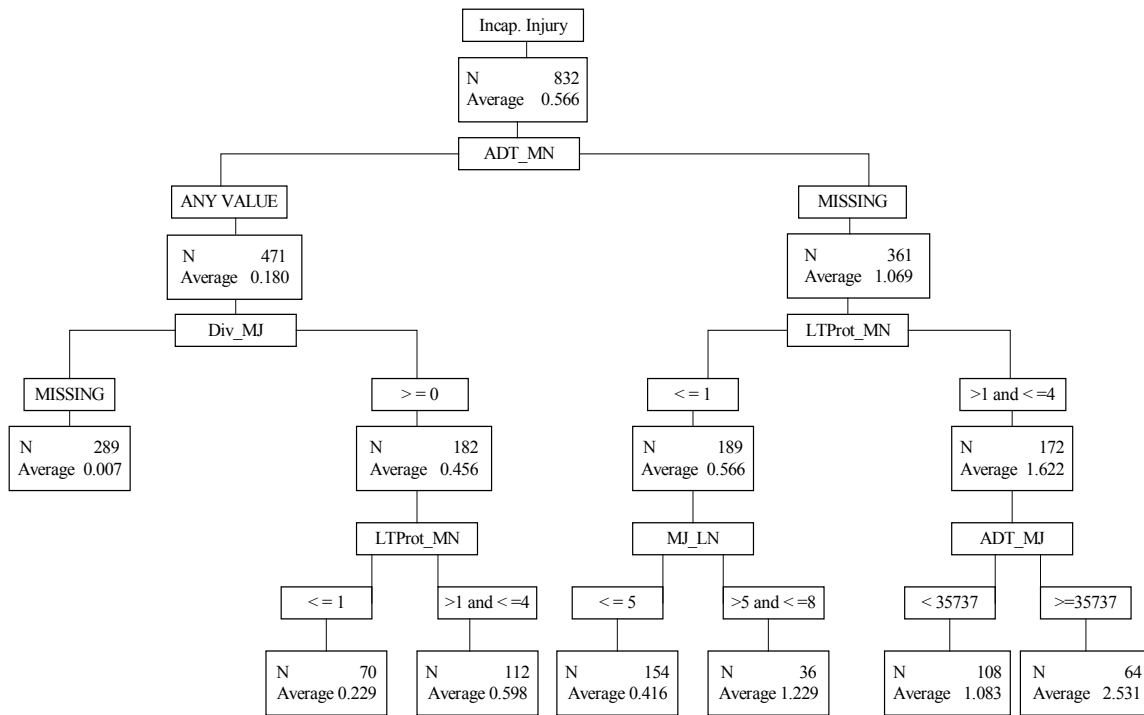 Incap. Injury
N 832
Average 0.566
ADT_MN
ANY VALUE
MISSING
N 471
Average 0.180
N 361
Average 1.069
Div_MJ
LTProt_MN
MISSING
> = 0
< = 1
>1 and < =4
N 289
Average 0.007
N 182
Average 0.456
N 189
Average 0.566
N 172
Average 1.622
LTProt_MN
MJ_LN
ADT_MJ
< = 1
>1 and < =4
< = 5
>5 and < =8
< 35737
>=35737
N 70
Average 0.229
N 112
Average 0.598
N 154
Average 0.416
N 36
Average 1.229
N 108
Average 1.083
N 64
Average 2.531